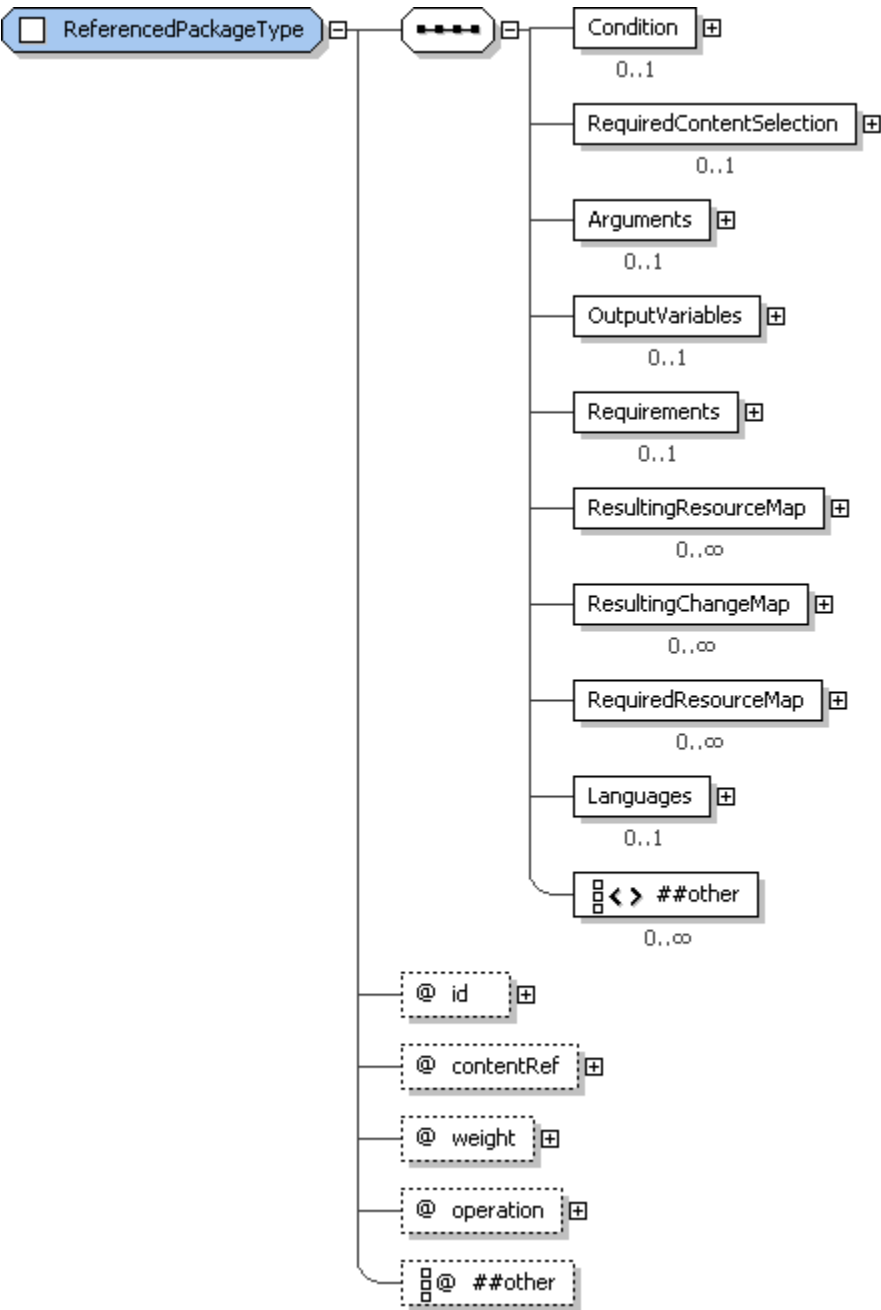 ReferencedPackageType
Condition
0..1
RequiredContentSelection
0..1
Arguments
0..1
OutputVariables
0..1
Requirements
0..1
ResultingResourceMap
0..∞
ResultingChangeMap
0..∞
RequiredResourceMap
0..∞
Languages
0..1
<> ##other
0..∞
@ id
@ contentRef
@ weight
@ operation
@ ##other